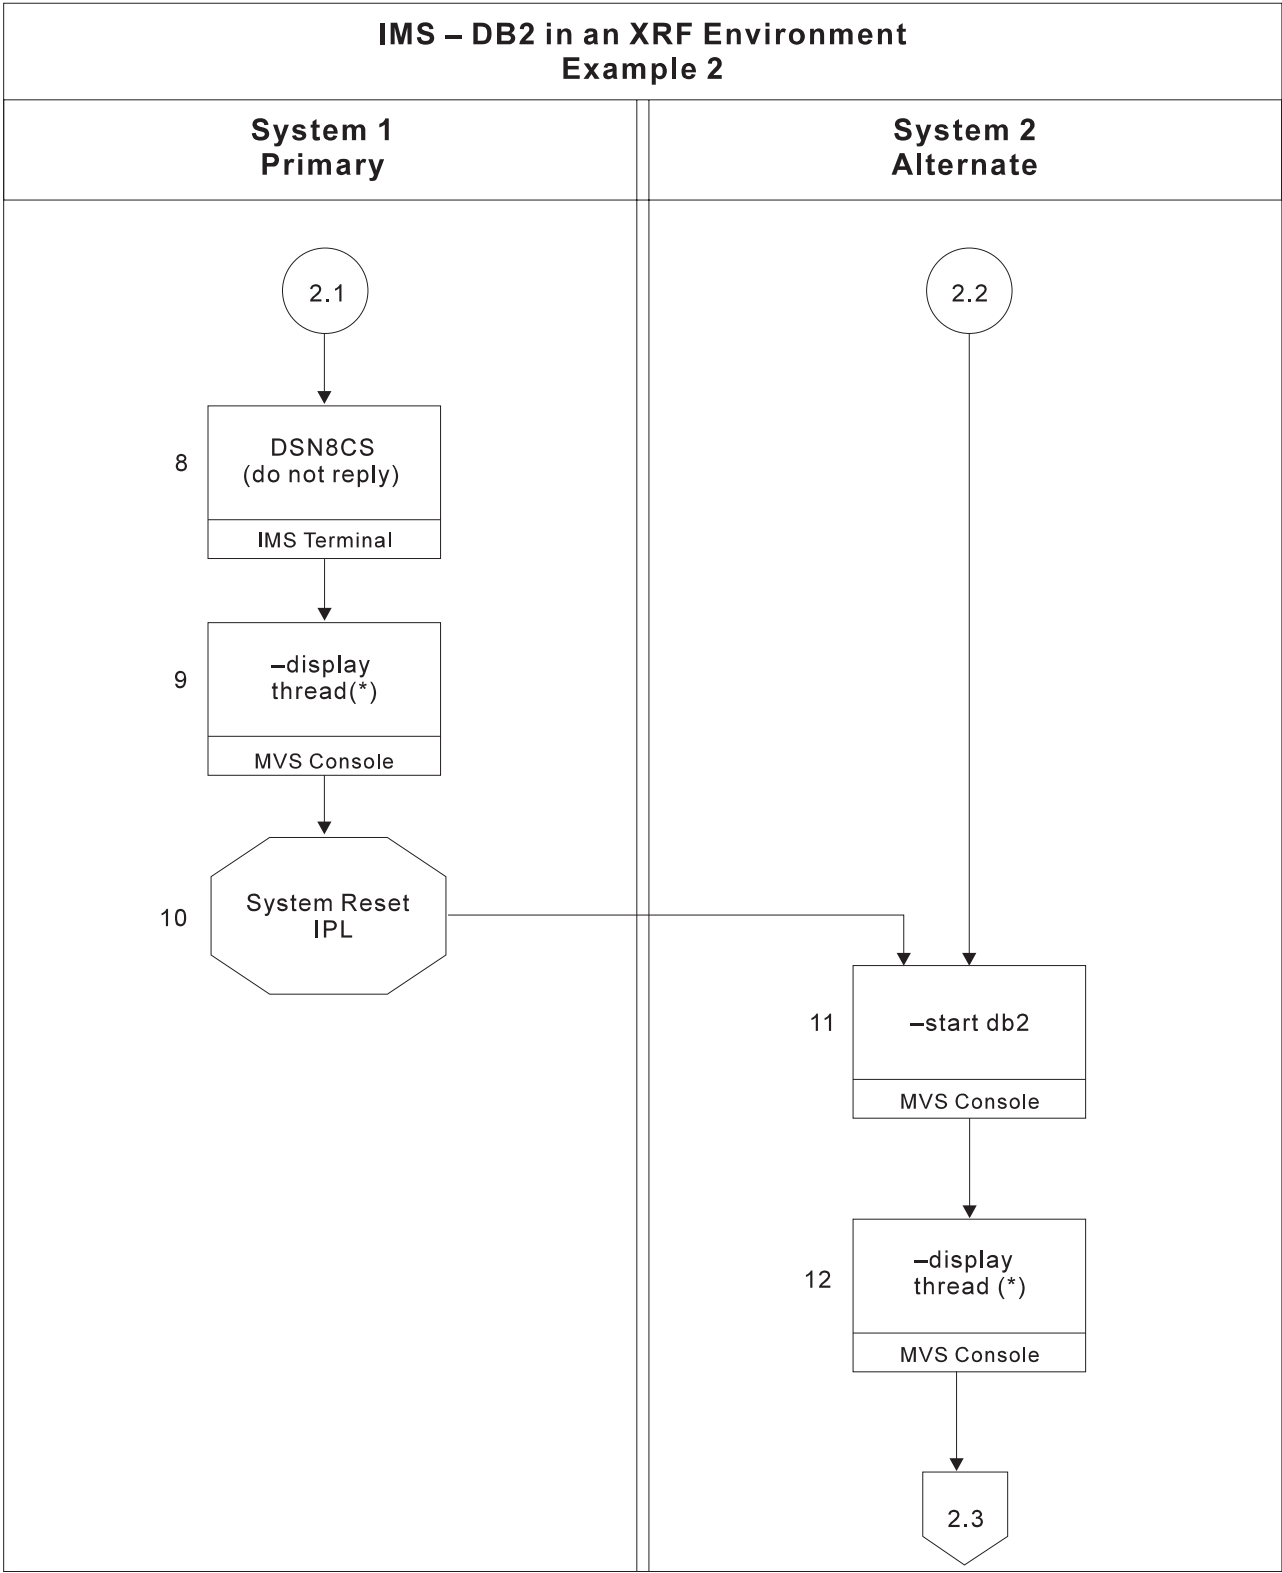 IMS – DB2 in an XRF Environment
Example 2
System 1
Primary
System 2
Alternate
2.1
2.2
8
DSN8CS
(do not reply)
IMS Terminal
9
–display
thread(*)
MVS Console
10
System Reset
IPL
11
–start db2
MVS Console
12
–display
thread (*)
MVS Console
2.3